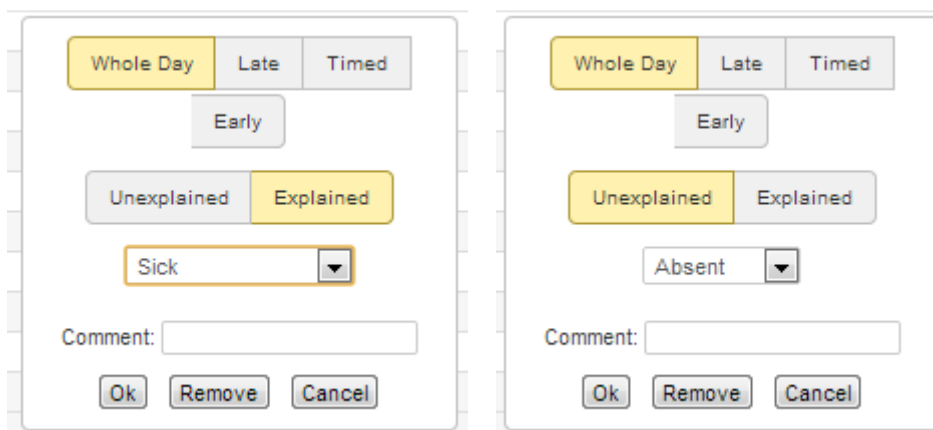 Whole Day Late Timed
Early
Unexplained Explained
Sick
Comment:
Ok Remove Cancel
Whole Day Late Timed
Early
Unexplained Explained
Absent
Comment:
Ok Remove Cancel